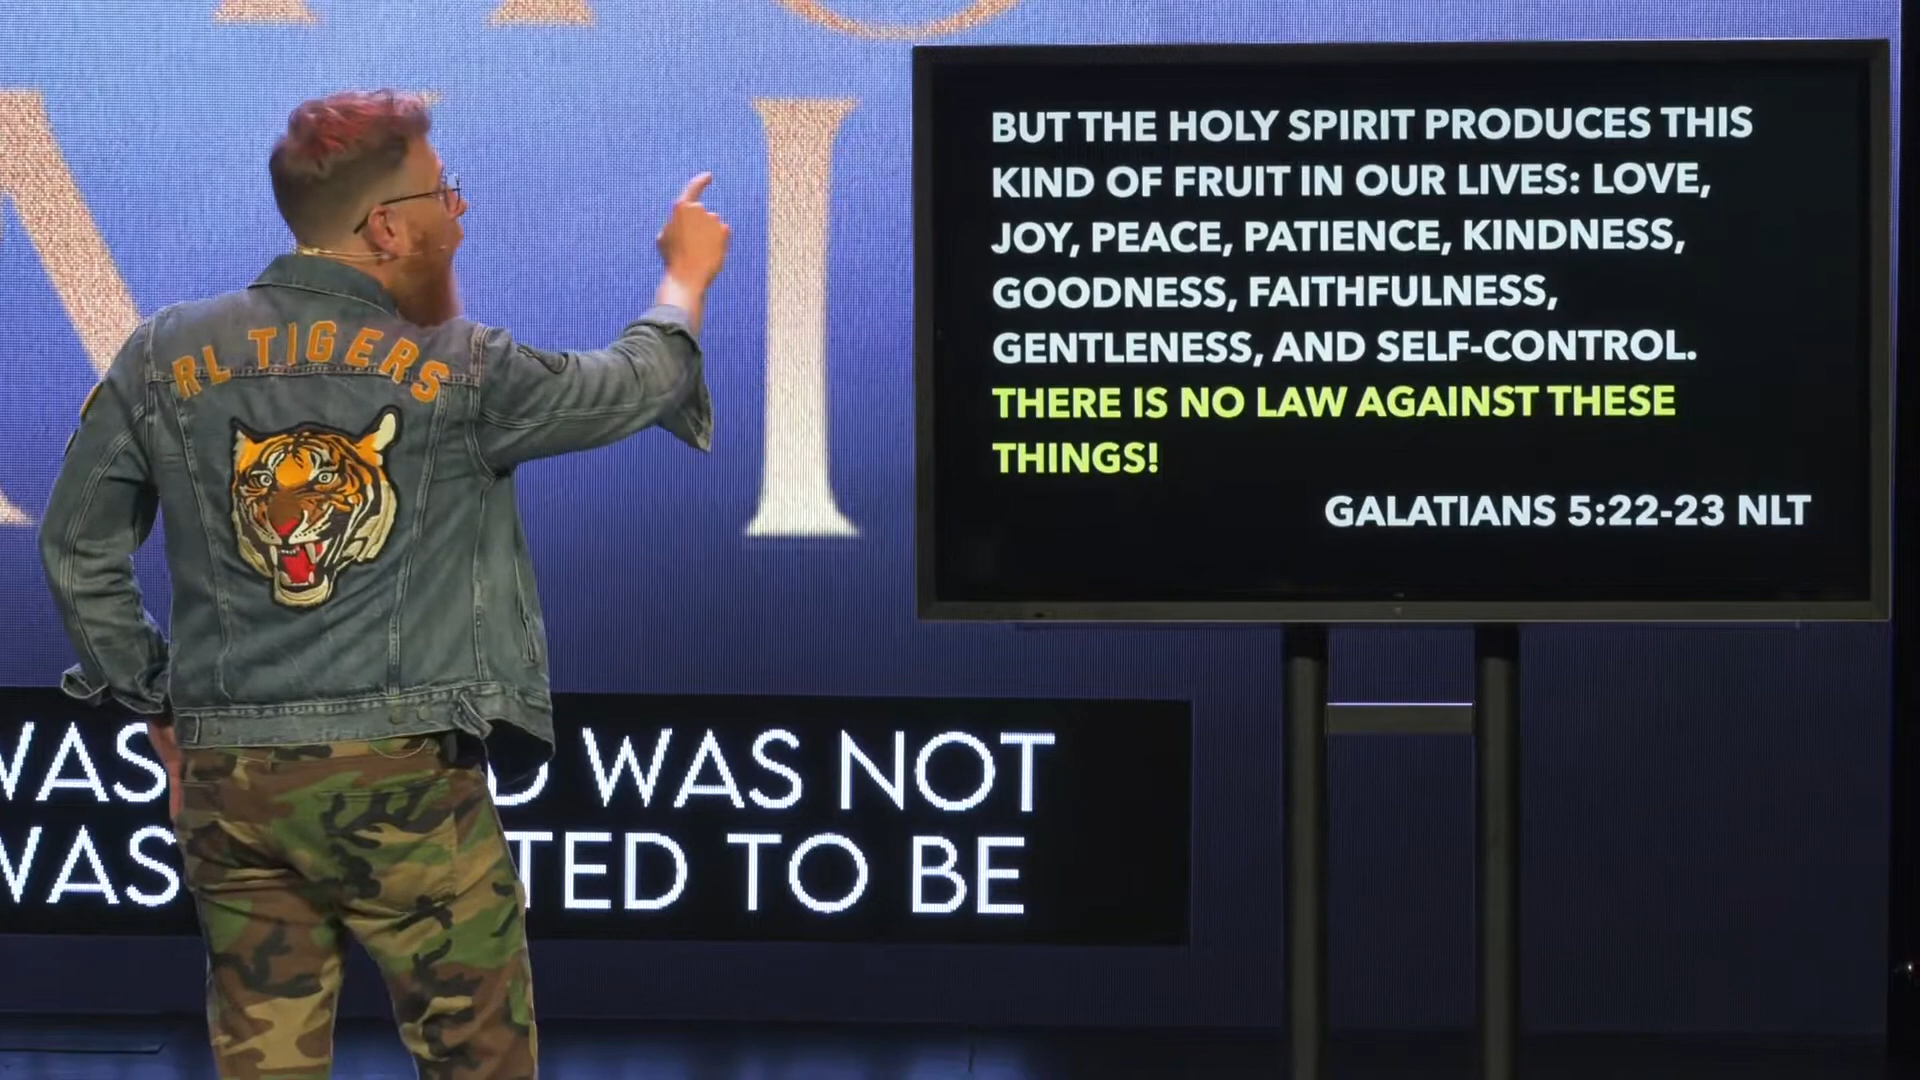 BUT THE HOLY SPIRIT PRODUCES THIS
KIND OF FRUIT IN OUR LIVES: LOVE,
JOY, PEACE, PATIENCE, KINDNESS,
GOODNESS, FAITHFULNESS,
GENTLENESS, AND SELF-CONTROL.
THERE IS NO LAW AGAINST THESE
THINGS!
GALATIANS 5:22-23 NLT
RL TIGERS
WAS WAS NOT
WAS TO BE